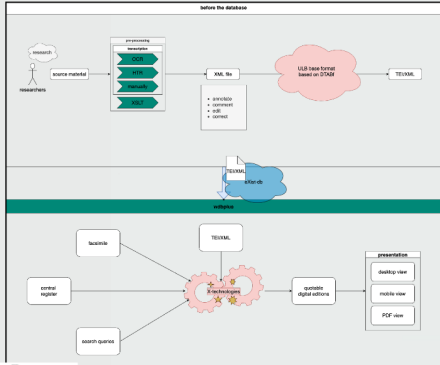 before the database
research
researchers
source material
pre-processing
transcription
OCR
HTR
manually
XSLT
XML file
• annotate
• comment
• edit
• correct
ULB base format
based on DTABf
TEI/XML
TEI/XML
eXist-db
facsimile
TEI/XML
central
register
X-technologies
search queries
quotable
digital editions
presentation
desktop view
mobile view
PDF view